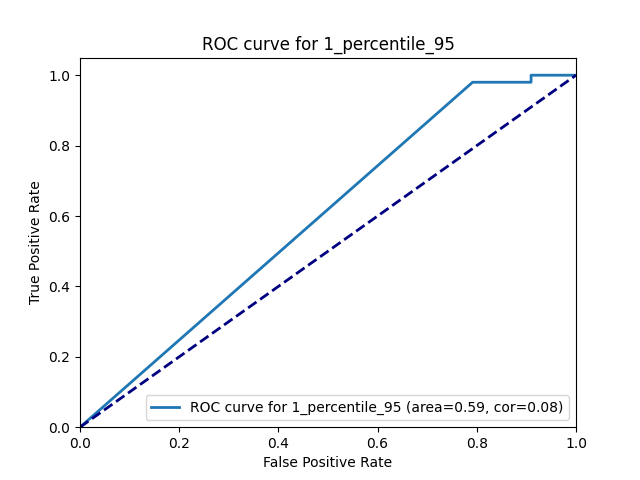 ROC curve for 1_percentile_95
1.0
0.8
0.6
0.4
0.2
0.0
True Positive Rate
ROC curve for 1_percentile_95 (area=0.59, cor=0.08)
0.0 0.2 0.4 0.6 0.8 1.0
False Positive Rate